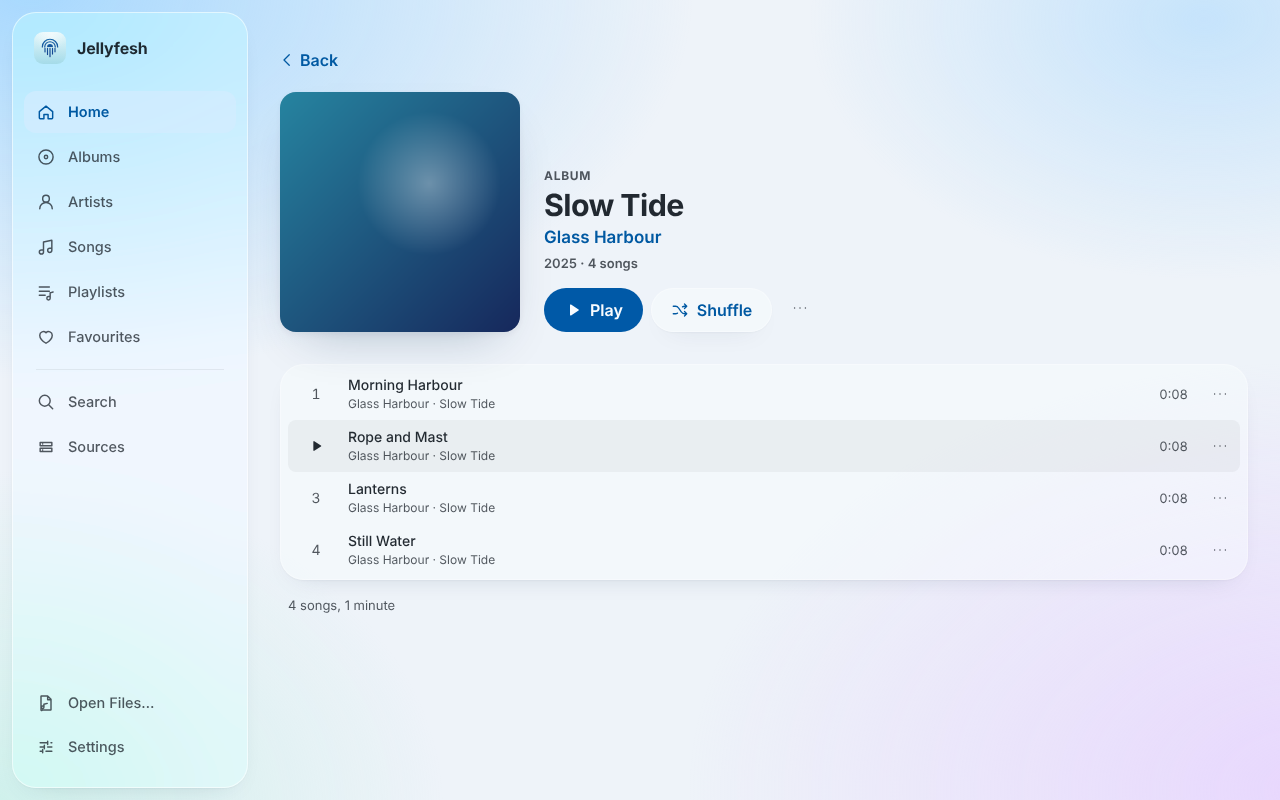 Jellyfesh
Home
Albums
Artists
Songs
Playlists
Favourites
Search
Sources
Open Files...
Settings
Back
ALBUM
Slow Tide
Glass Harbour
2025 · 4 songs
Play
Shuffle
···
1
Morning Harbour
Glass Harbour · Slow Tide
0:08
···
Rope and Mast
Glass Harbour · Slow Tide
0:08
···
3
Lanterns
Glass Harbour · Slow Tide
0:08
···
4
Still Water
Glass Harbour · Slow Tide
0:08
···
4 songs, 1 minute